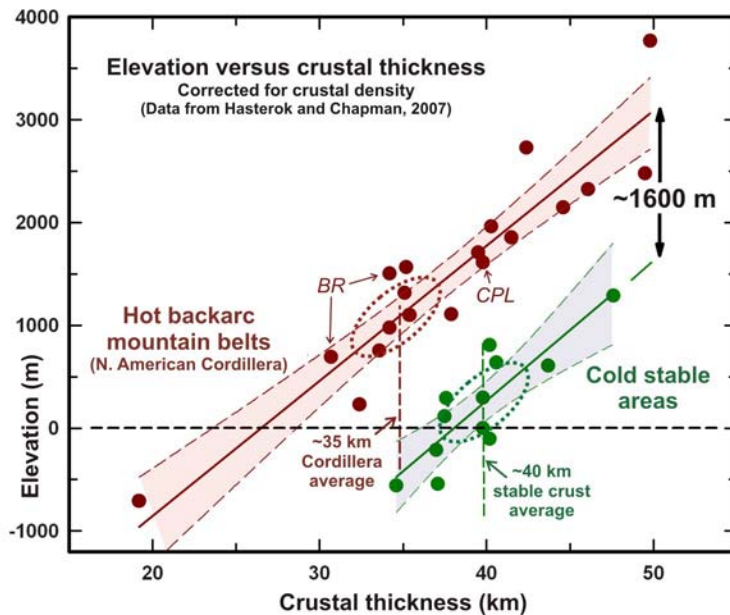 Elevation versus crustal thickness
Corrected for crustal density
(Data from Hasterok and Chapman, 2007)
4000
3000
2000
1000
0
-1000
Elevation (m)
~1600 m
BR
CPL
Hot backarc
mountain belts
(N. American Cordillera)
Cold stable
areas
~35 km
Cordillera
average
~40 km
stable crust
average
20
30
40
50
Crustal thickness (km)